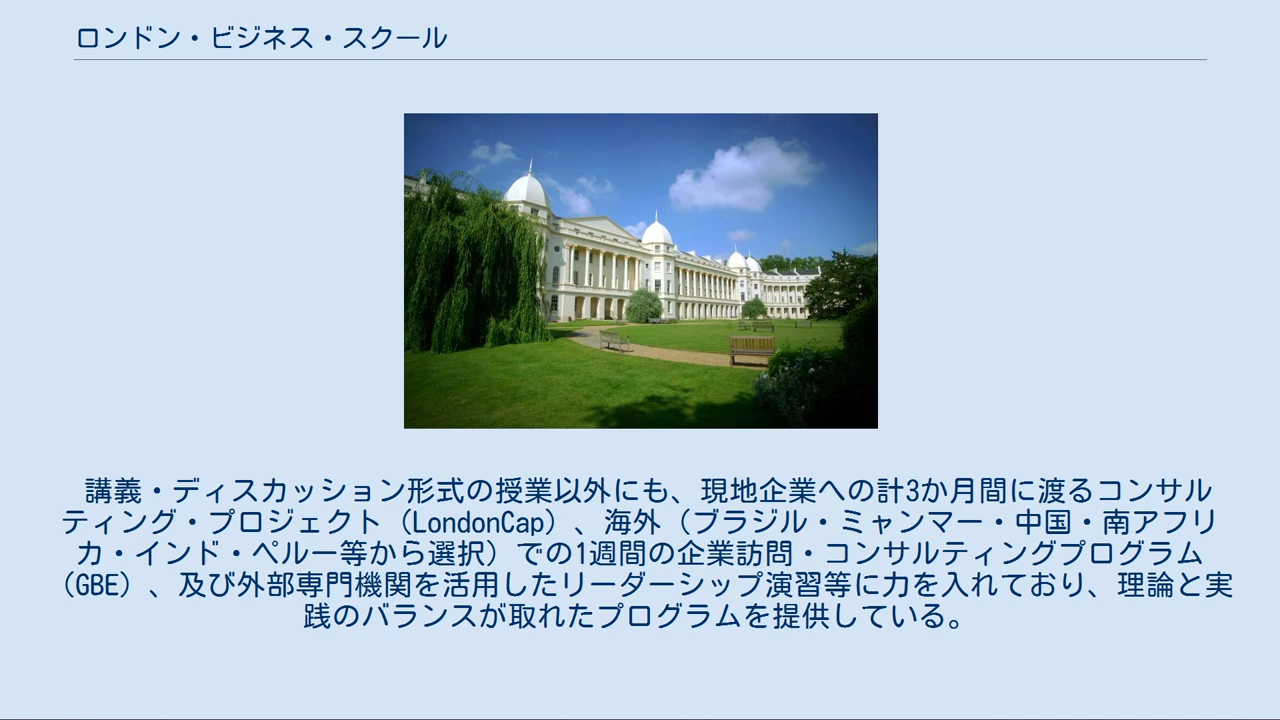 ロンドン・ビジネス・スクール
講義・ディスカッション形式の授業以外にも、現地企業への計3か月間に渡るコンサル
ティング・プロジェクト（LondonCap）、海外（ブラジル・ミャンマー・中国・南アフリ
カ・インド・ペルー等から選択）での1週間の企業訪問・コンサルティングプログラム
（GBE）、及び外部専門機関を活用したリーダーシップ演習等に力を入れており、理論と実
践のバランスが取れたプログラムを提供している。